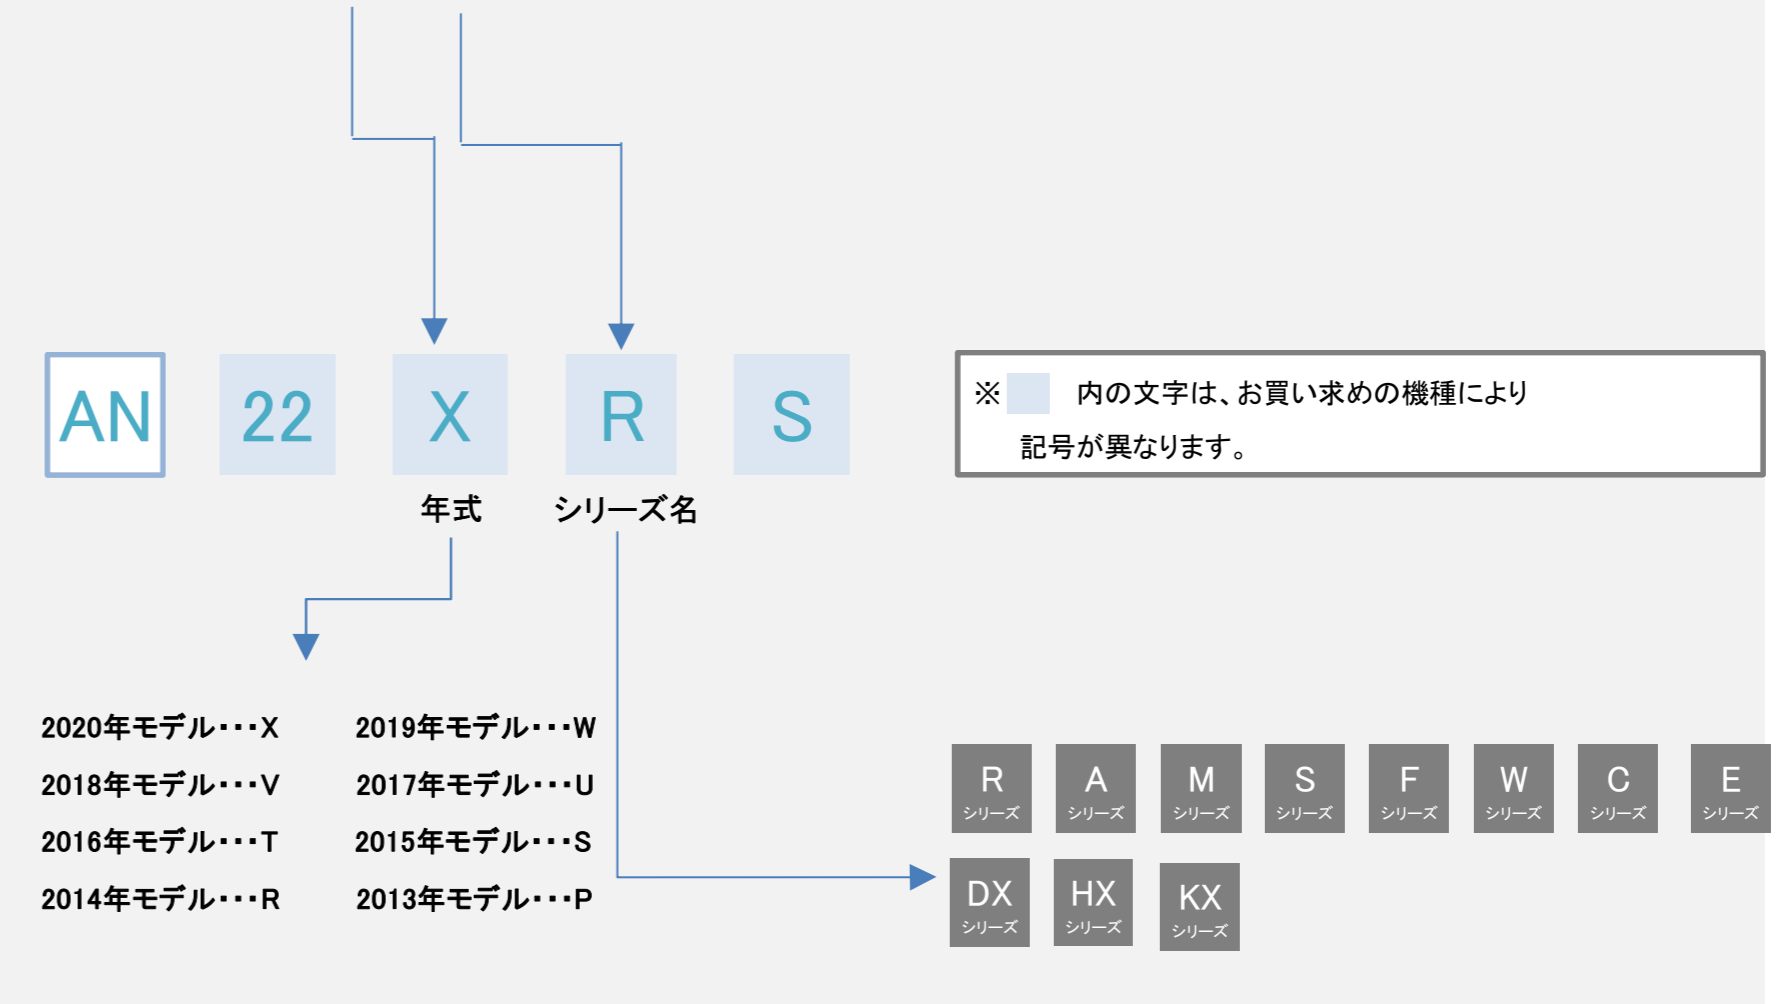 AN 22 X R S
※ 内の文字は、お買い求めの機種により
記号が異なります。
年式 シリーズ名
2020年モデル･･･X 2019年モデル･･･W
2018年モデル･･･V 2017年モデル･･･U
2016年モデル･･･T 2015年モデル･･･S
2014年モデル･･･R 2013年モデル･･･P
R A M S F W C E
シリーズ シリーズ シリーズ シリーズ シリーズ シリーズ シリーズ シリーズ
DX HX KX
シリーズ シリーズ シリーズ